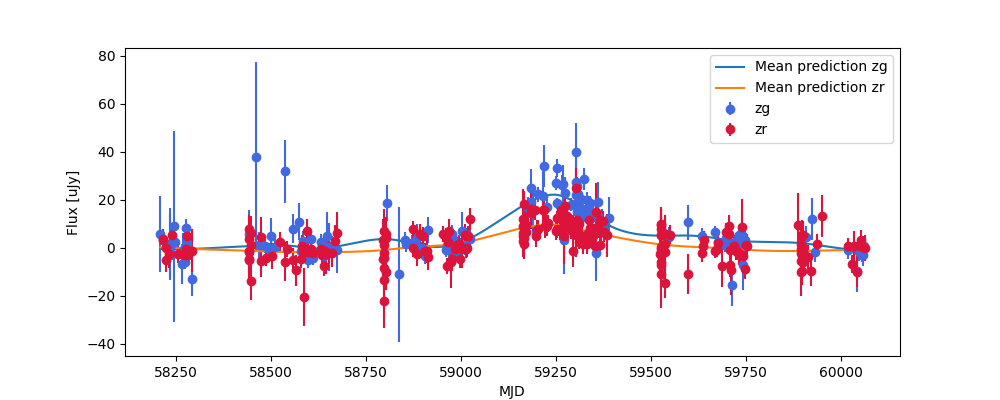 80
60
40
20
0
−20
−40
Flux [uJy]
58250
58500
58750
59000
59250
59500
59750
60000
MJD
Mean prediction zg
Mean prediction zr
zg
zr